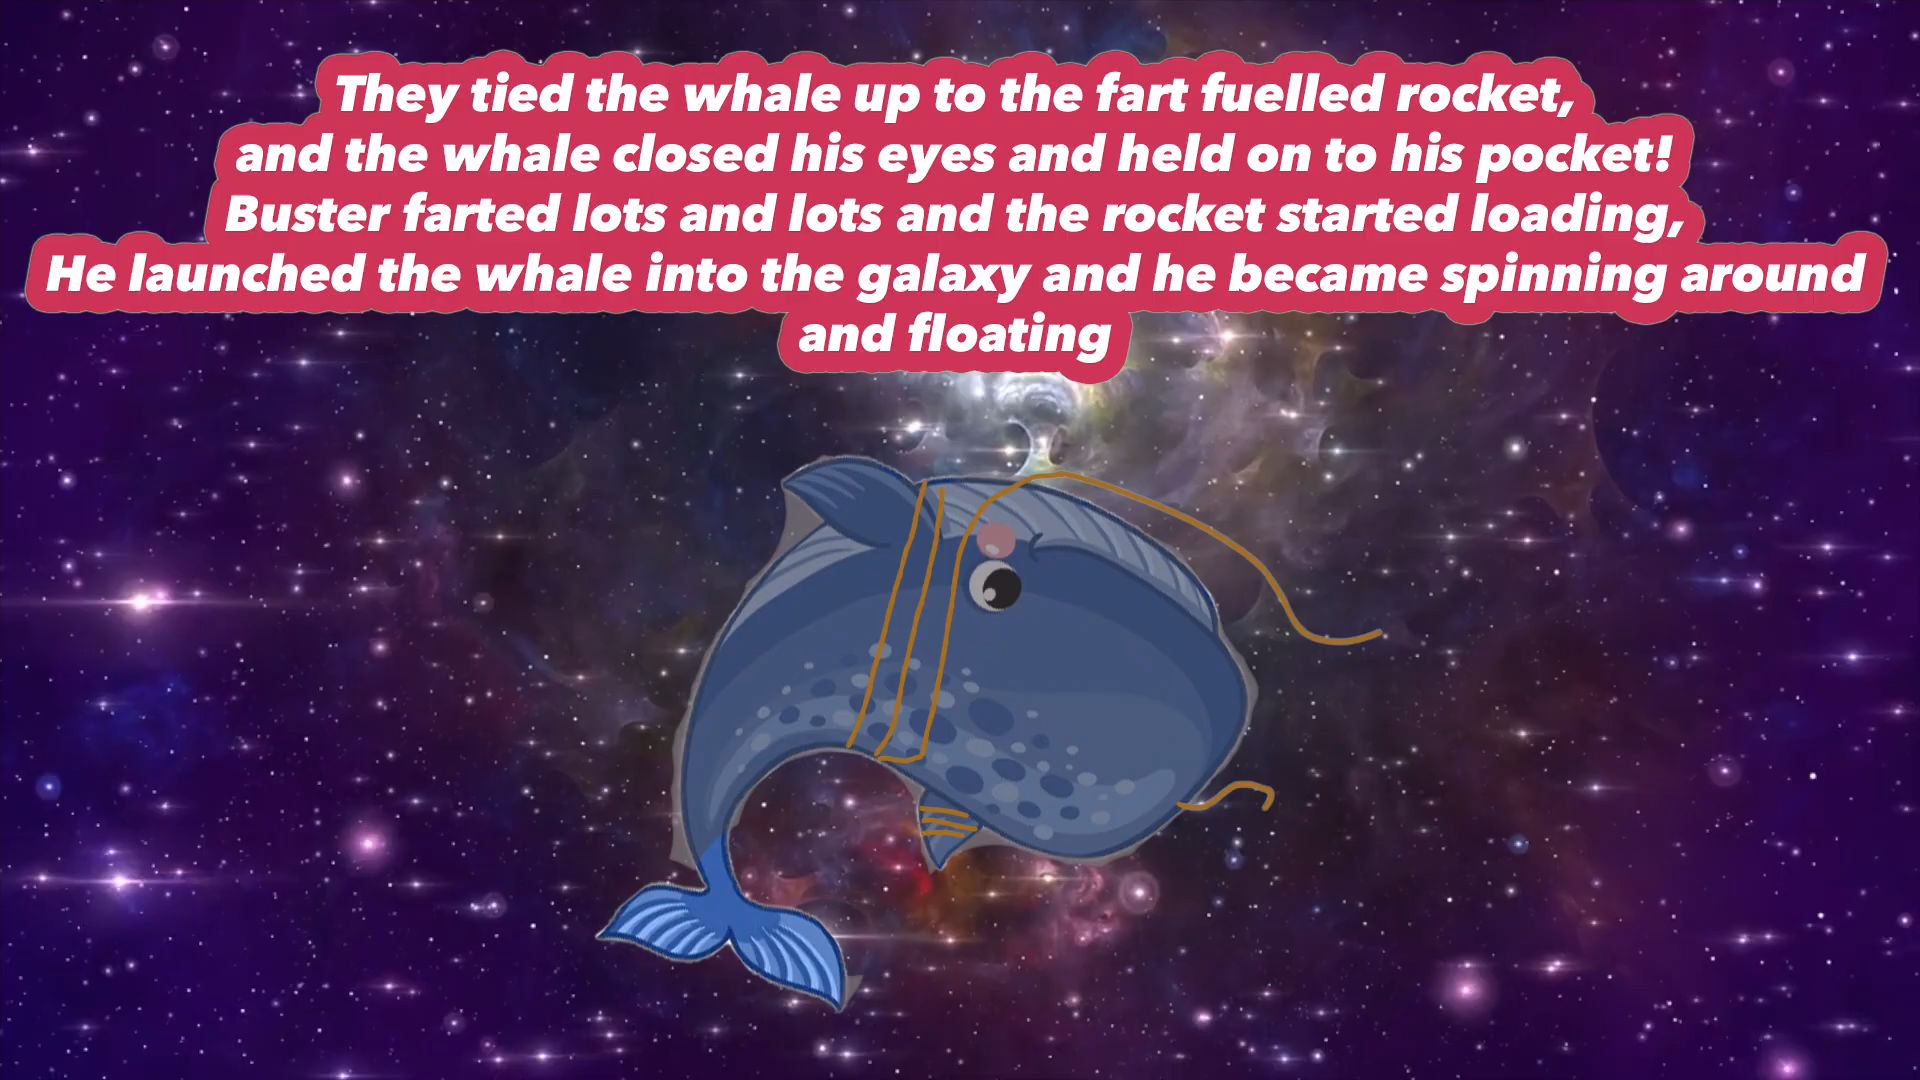 They tied the whale up to the fart fuelled rocket,
and the whale closed his eyes and held on to his pocket!
Buster farted lots and lots and the rocket started loading,
He launched the whale into the galaxy and he became spinning around
and floating